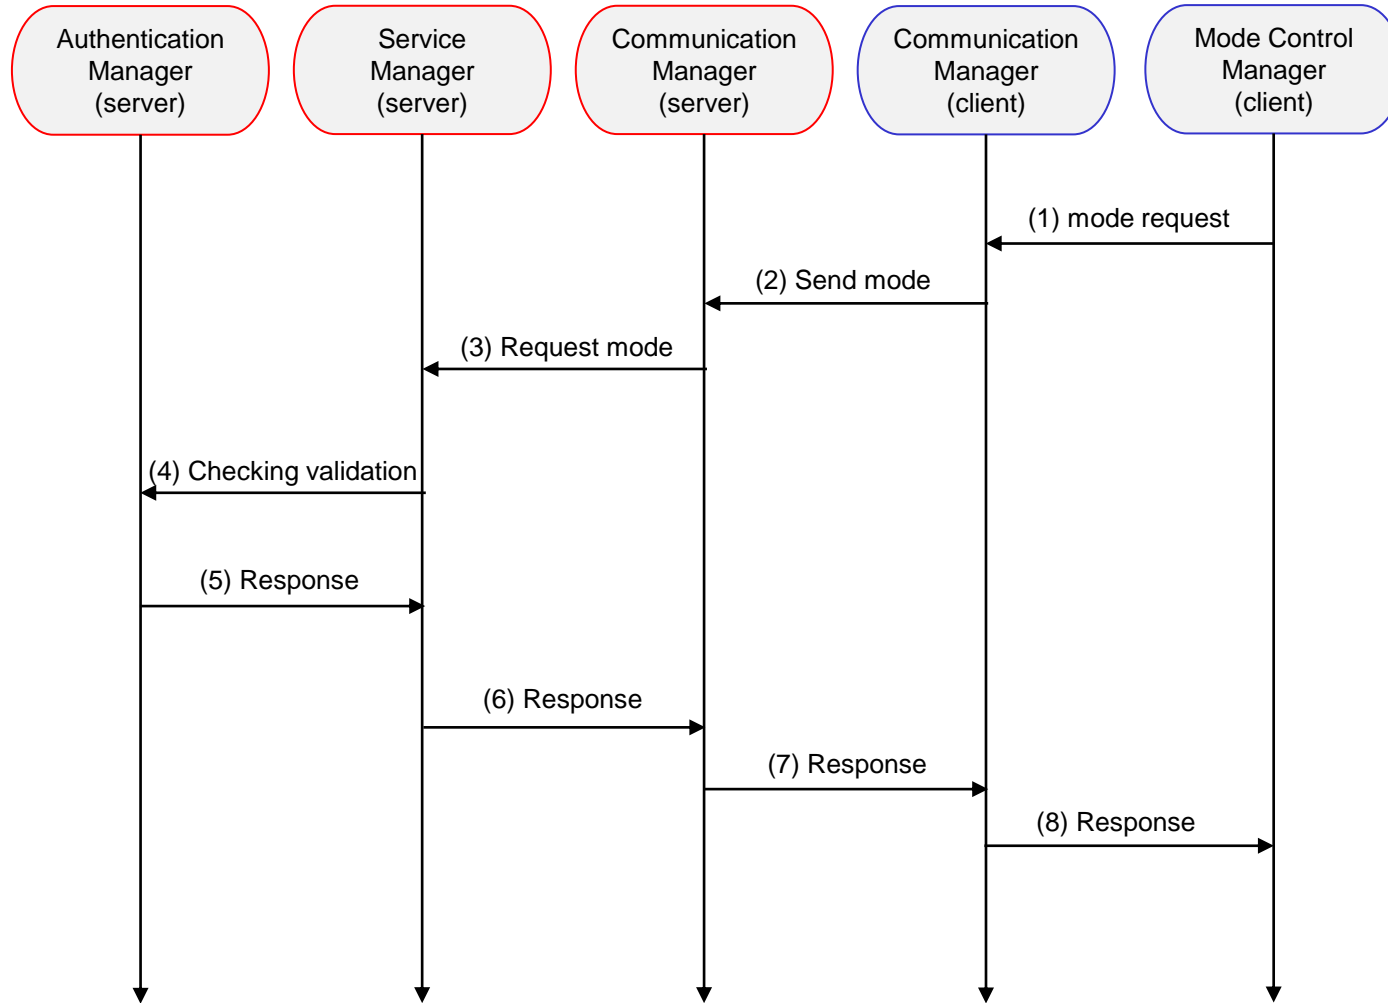 Authentication
Manager
(server)
Service
Manager
(server)
Communication
Manager
(server)
Communication
Manager
(client)
Mode Control
Manager
(client)
(1) mode request
(2) Send mode
(3) Request mode
(4) Checking validation
(5) Response
(6) Response
(7) Response
(8) Response